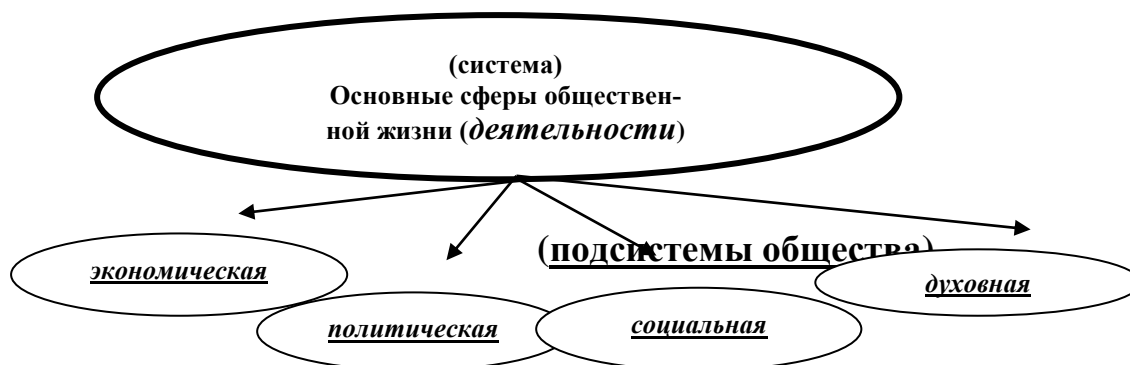 (система)
Основные сферы обществен-
ной жизни (деятельности)
(подсистемы общества)
экономическая
политическая
социальная
духовная